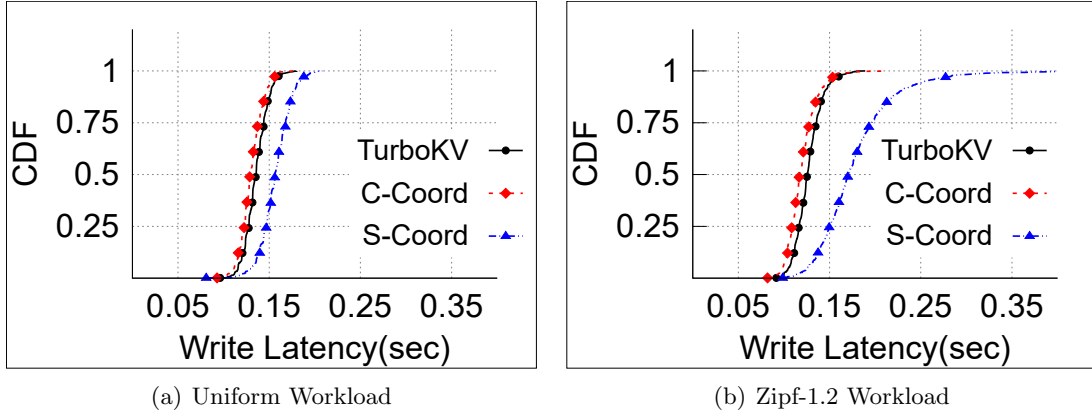 CDF
1
0.75
0.5
0.25
TurboKV
C-Coord
S-Coord
0.05 0.15 0.25 0.35
Write Latency(sec)
(a) Uniform Workload
CDF
1
0.75
0.5
0.25
TurboKV
C-Coord
S-Coord
0.05 0.15 0.25 0.35
Write Latency(sec)
(b) Zipf-1.2 Workload